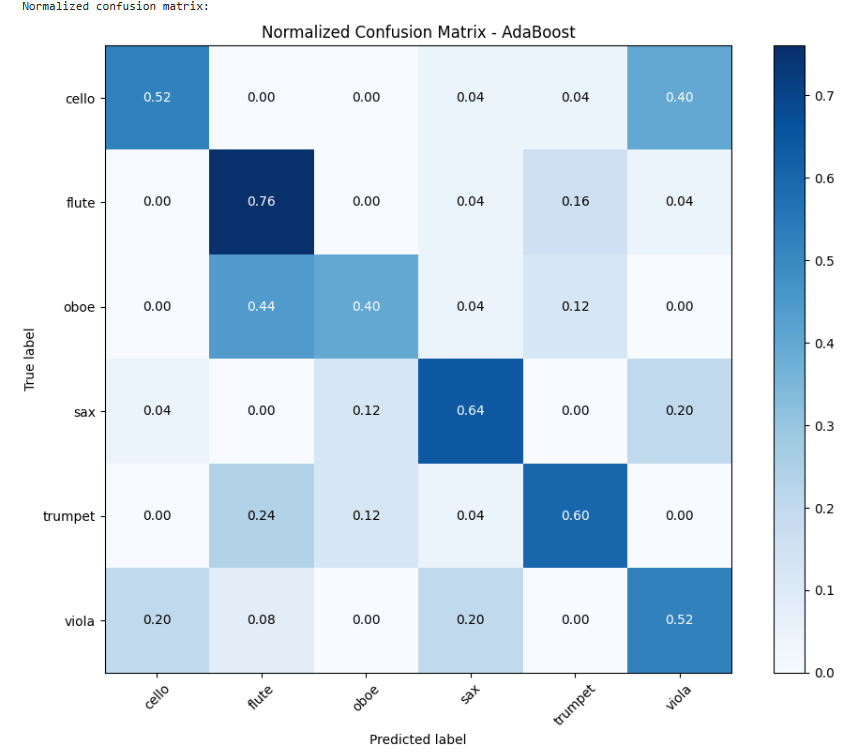 Normalized confusion matrix:
Normalized Confusion Matrix - AdaBoost
cello 0.52 0.00 0.00 0.04 0.04 0.40
flute 0.00 0.76 0.00 0.04 0.16 0.04
oboe 0.00 0.44 0.40 0.04 0.12 0.00
sax 0.04 0.00 0.12 0.64 0.00 0.20
trumpet 0.00 0.24 0.12 0.04 0.60 0.00
viola 0.20 0.08 0.00 0.20 0.00 0.52
cello flute oboe sax trumpet viola
Predicted label
True label
0.7
0.6
0.5
0.4
0.3
0.2
0.1
0.0